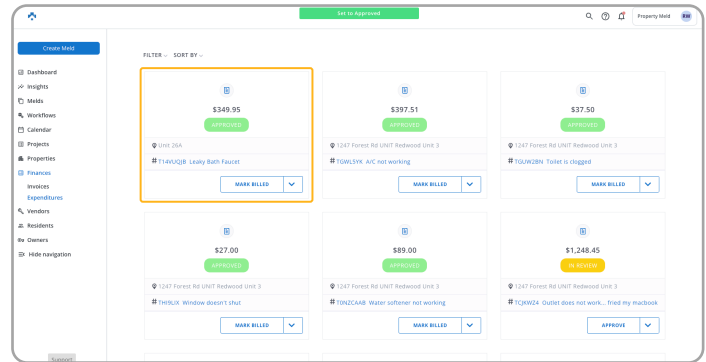 Set to Approved
Property Meld
RW
Create Meld
Dashboard
Insights
Melds
Workflows
Calendar
Projects
Properties
Finances
Invoices
Expenditures
Vendors
Residents
Owners
Hide navigation
Support
FILTER
SORT BY
$349.95
APPROVED
Unit 26A
#T14VUQJB Leaky Bath Faucet
MARK BILLED
$397.51
APPROVED
1247 Forest Rd UNIT Redwood Unit 3
#TGWL5YK A/C not working
MARK BILLED
$37.50
APPROVED
1247 Forest Rd UNIT Redwood Unit 3
#TGUW2BN Toilet is clogged
MARK BILLED
$27.00
APPROVED
1247 Forest Rd UNIT Redwood Unit 3
#THI9LIX Window doesn't shut
MARK BILLED
$89.00
APPROVED
1247 Forest Rd UNIT Redwood Unit 3
#T0NZCAAB Water softener not working
MARK BILLED
$1,248.45
IN REVIEW
1247 Forest Rd UNIT Redwood Unit 3
#TCJKWZ4 Outlet does not work... fried my macbook
APPROVE